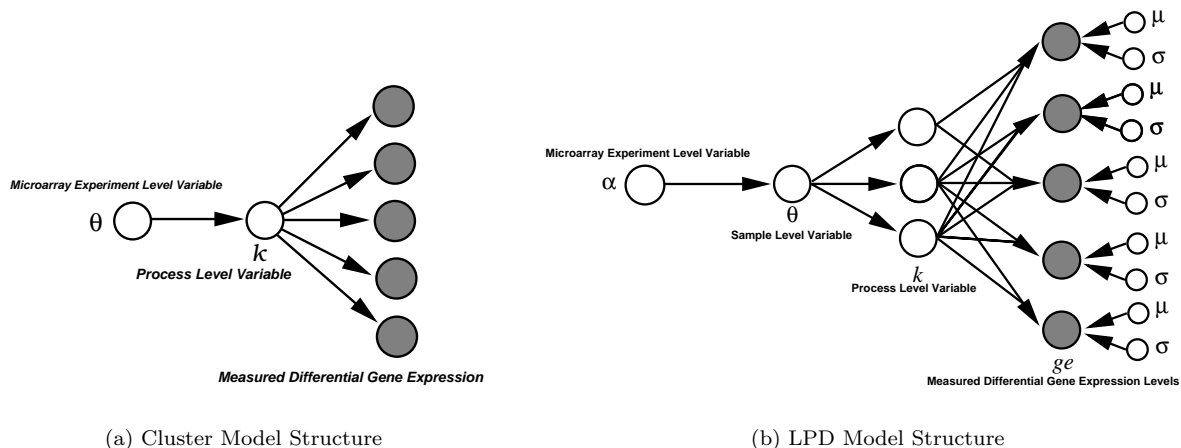 Microarray Experiment Level Variable
θ
k
Process Level Variable
Measured Differential Gene Expression
(a) Cluster Model Structure
μ
σ
μ
σ
Microarray Experiment Level Variable
α
θ
Sample Level Variable
μ
σ
k
Process Level Variable
μ
σ
μ
σ
ge
Measured Differential Gene Expression Levels
(b) LPD Model Structure